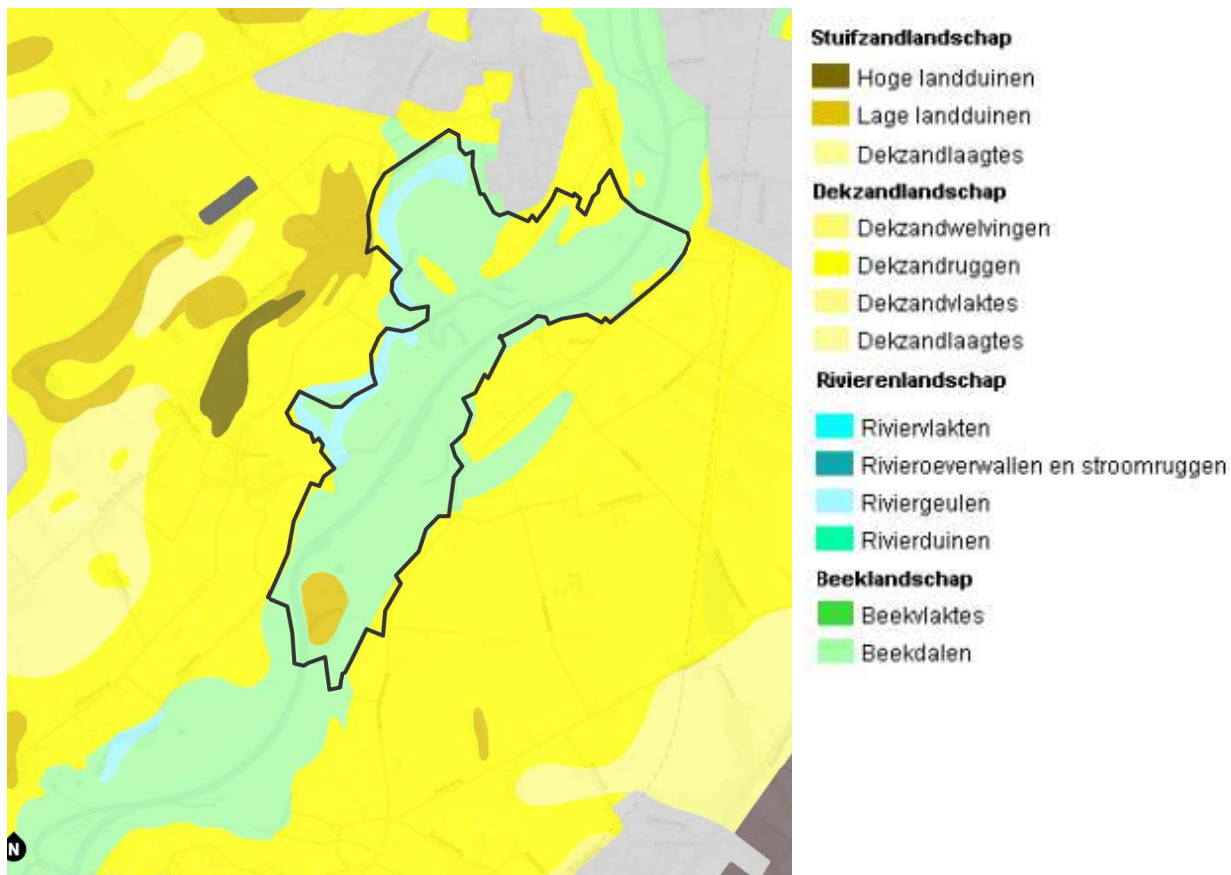 Stuifzandlandschap
Hoge landduinen
Lage landduinen
Dekzandlaagtes
Dekzandlandschap
Dekzandwelvingen
Dekzandruggen
Dekzandvlaktes
Dekzandlaagtes
Rivierenlandschap
Riviervlakten
Rivieroeverwallen en stroomruggen
Riviergeulen
Rivierduinen
Beeklandschap
Beekvlaktes
Beekdalen
N